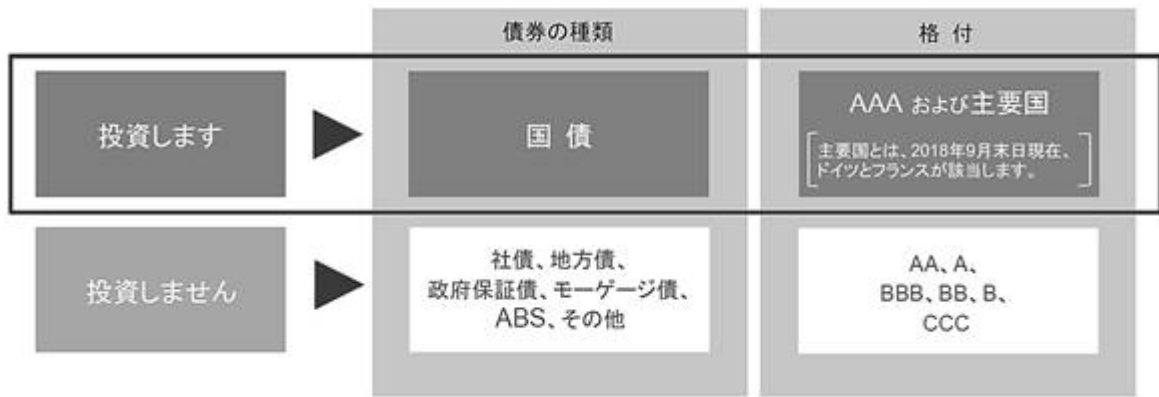 債券の種類
格 付
投資します
国 債
AAA および主要国
主要国とは、2018年9月末日現在、
ドイツとフランスが該当します。
投資しません
社債、地方債、
政府保証債、モーゲージ債、
ABS、その他
AA、A、
BBB、BB、B、
CCC